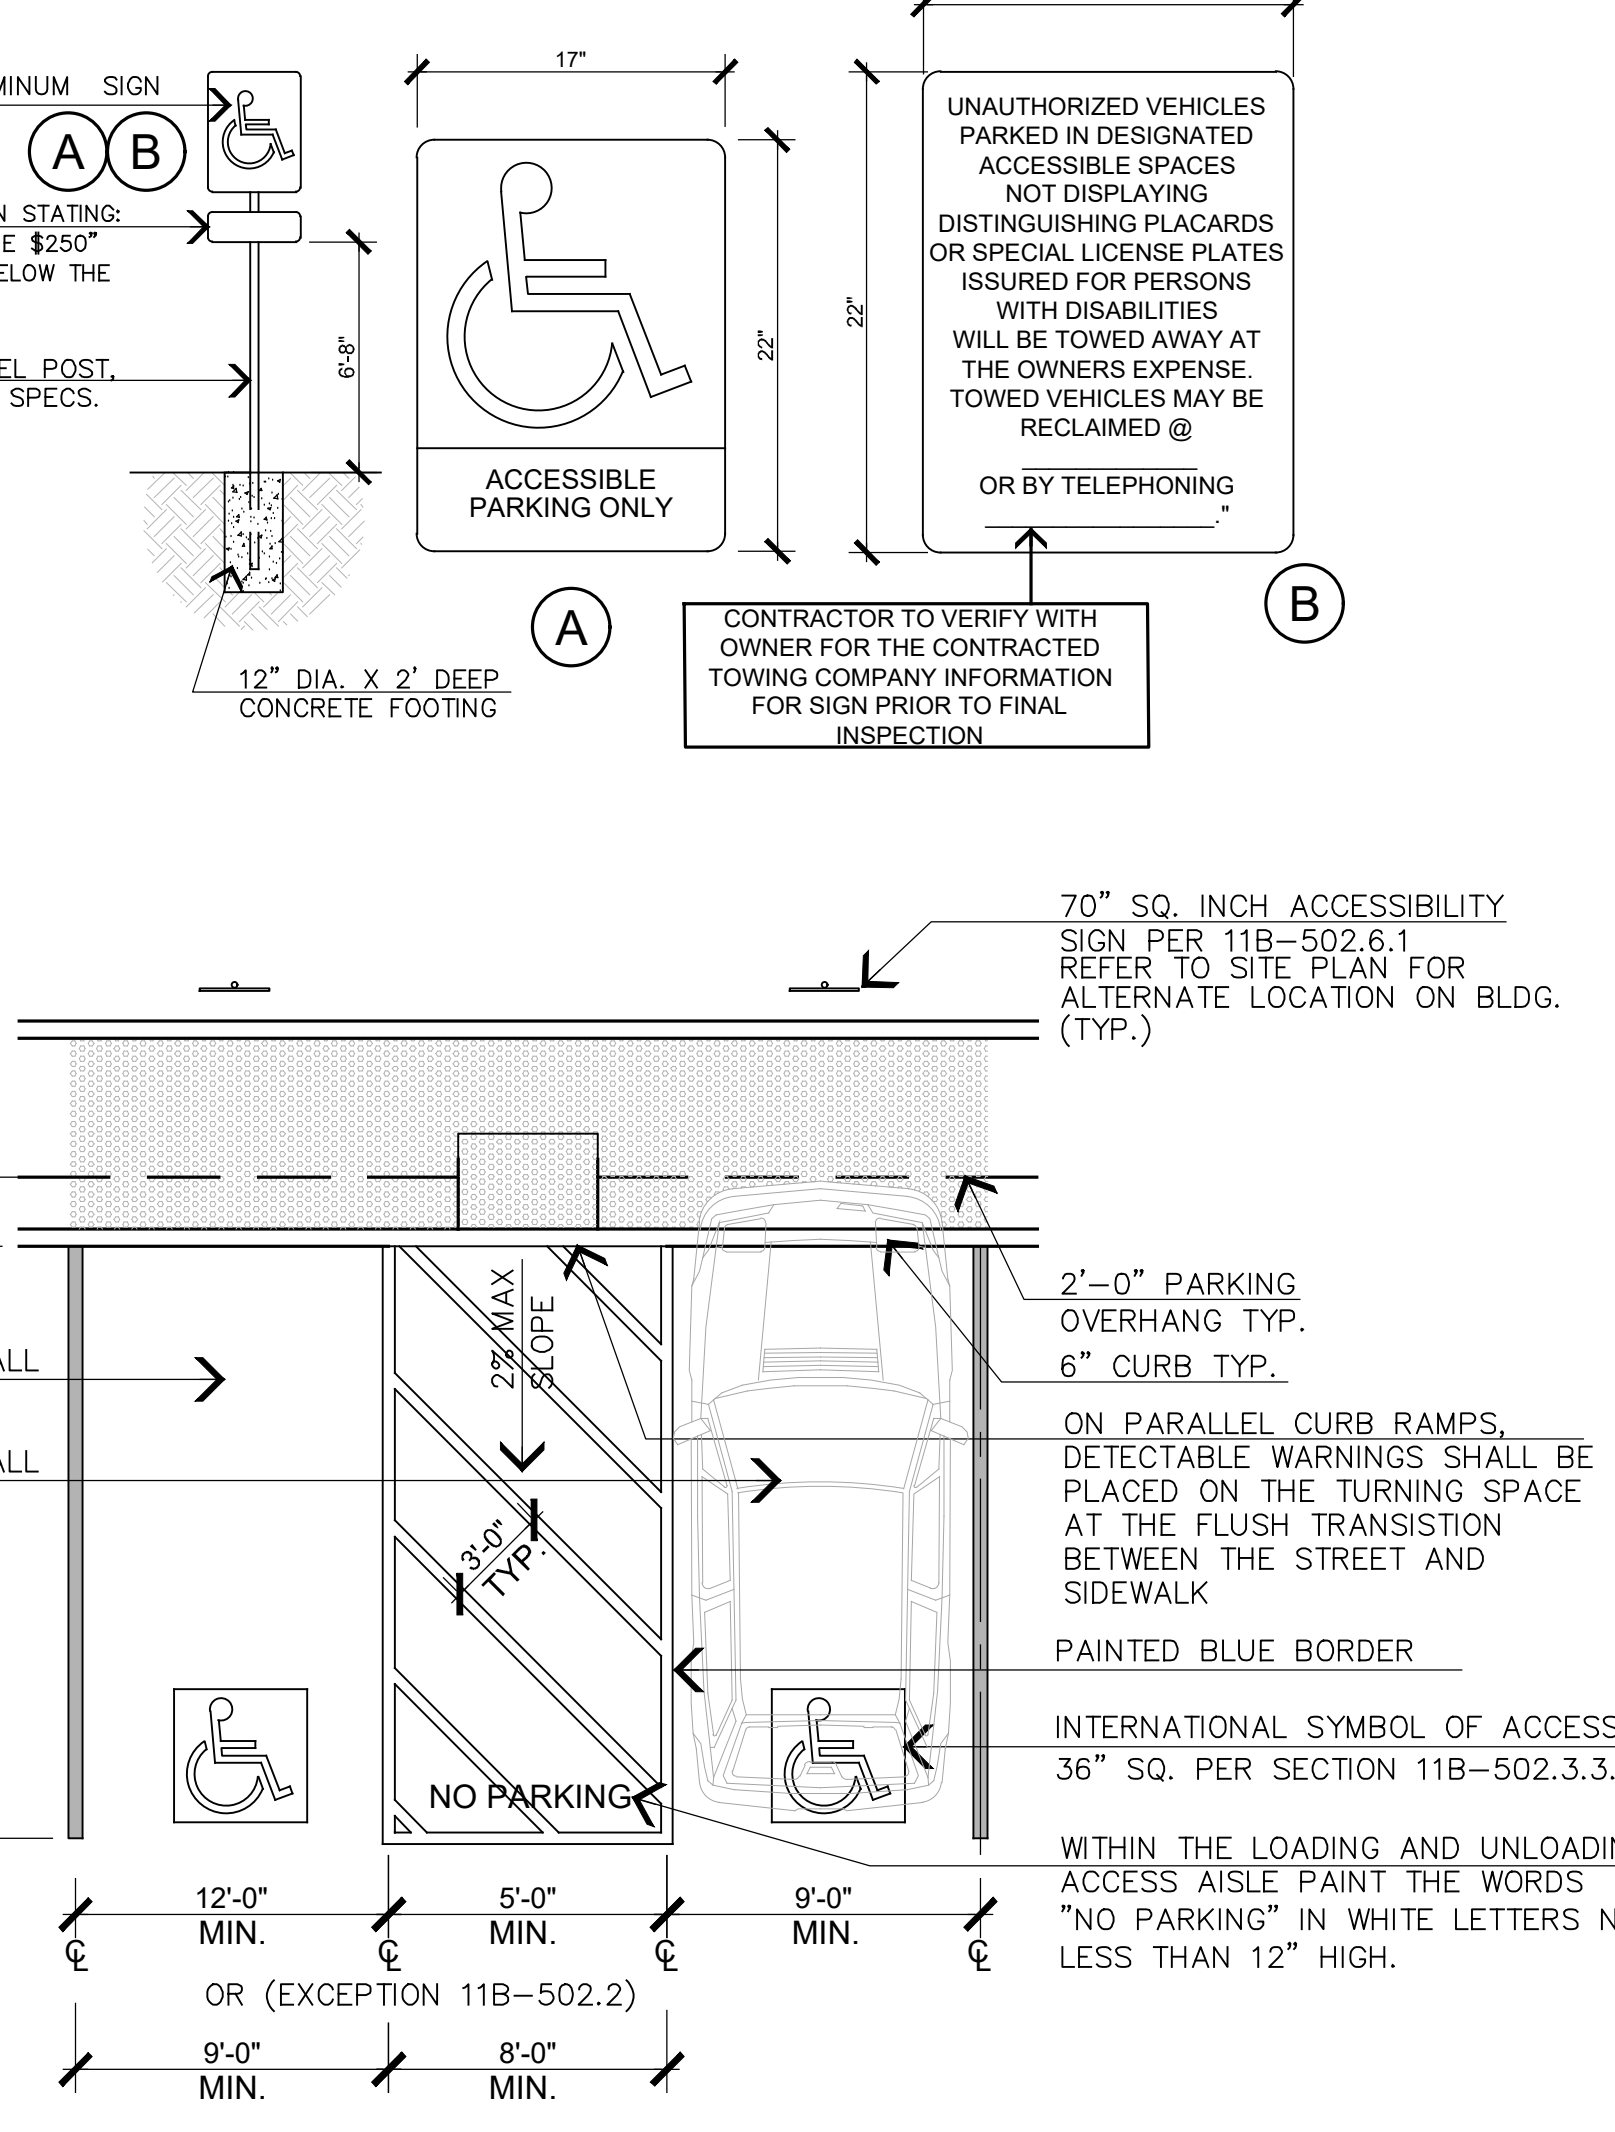 MINUM SIGN
A B
N STATING:
E $250"
ELOW THE
EL POST,
SPECS.
6'-8"
12" DIA. X 2' DEEP
CONCRETE FOOTING
17"
22"
ACCESSIBLE
PARKING ONLY
A
22"
UNAUTHORIZED VEHICLES
PARKED IN DESIGNATED
ACCESSIBLE SPACES
NOT DISPLAYING
DISTINGUISHING PLACARDS
OR SPECIAL LICENSE PLATES
ISSURED FOR PERSONS
WITH DISABILITIES
WILL BE TOWED AWAY AT
THE OWNERS EXPENSE.
TOWED VEHICLES MAY BE
RECLAIMED @
OR BY TELEPHONING
."
B
CONTRACTOR TO VERIFY WITH
OWNER FOR THE CONTRACTED
TOWING COMPANY INFORMATION
FOR SIGN PRIOR TO FINAL
INSPECTION
70" SQ. INCH ACCESSIBILITY
SIGN PER 11B-502.6.1
REFER TO SITE PLAN FOR
ALTERNATE LOCATION ON BLDG.
(TYP.)
2'-0" PARKING
OVERHANG TYP.
6" CURB TYP.
ON PARALLEL CURB RAMPS,
DETECTABLE WARNINGS SHALL BE
PLACED ON THE TURNING SPACE
AT THE FLUSH TRANSISTION
BETWEEN THE STREET AND
SIDEWALK
PAINTED BLUE BORDER
INTERNATIONAL SYMBOL OF ACCESS
36" SQ. PER SECTION 11B-502.3.3.
WITHIN THE LOADING AND UNLOADIN
ACCESS AISLE PAINT THE WORDS
"NO PARKING" IN WHITE LETTERS N
LESS THAN 12" HIGH.
ALL
ALL
2% MAX
SLOPE
3'-0"
TYP.
NO PARKING
12'-0"
MIN.
5'-0"
MIN.
9'-0"
MIN.
℄ ℄ ℄ ℄
OR (EXCEPTION 11B-502.2)
9'-0"
MIN.
8'-0"
MIN.